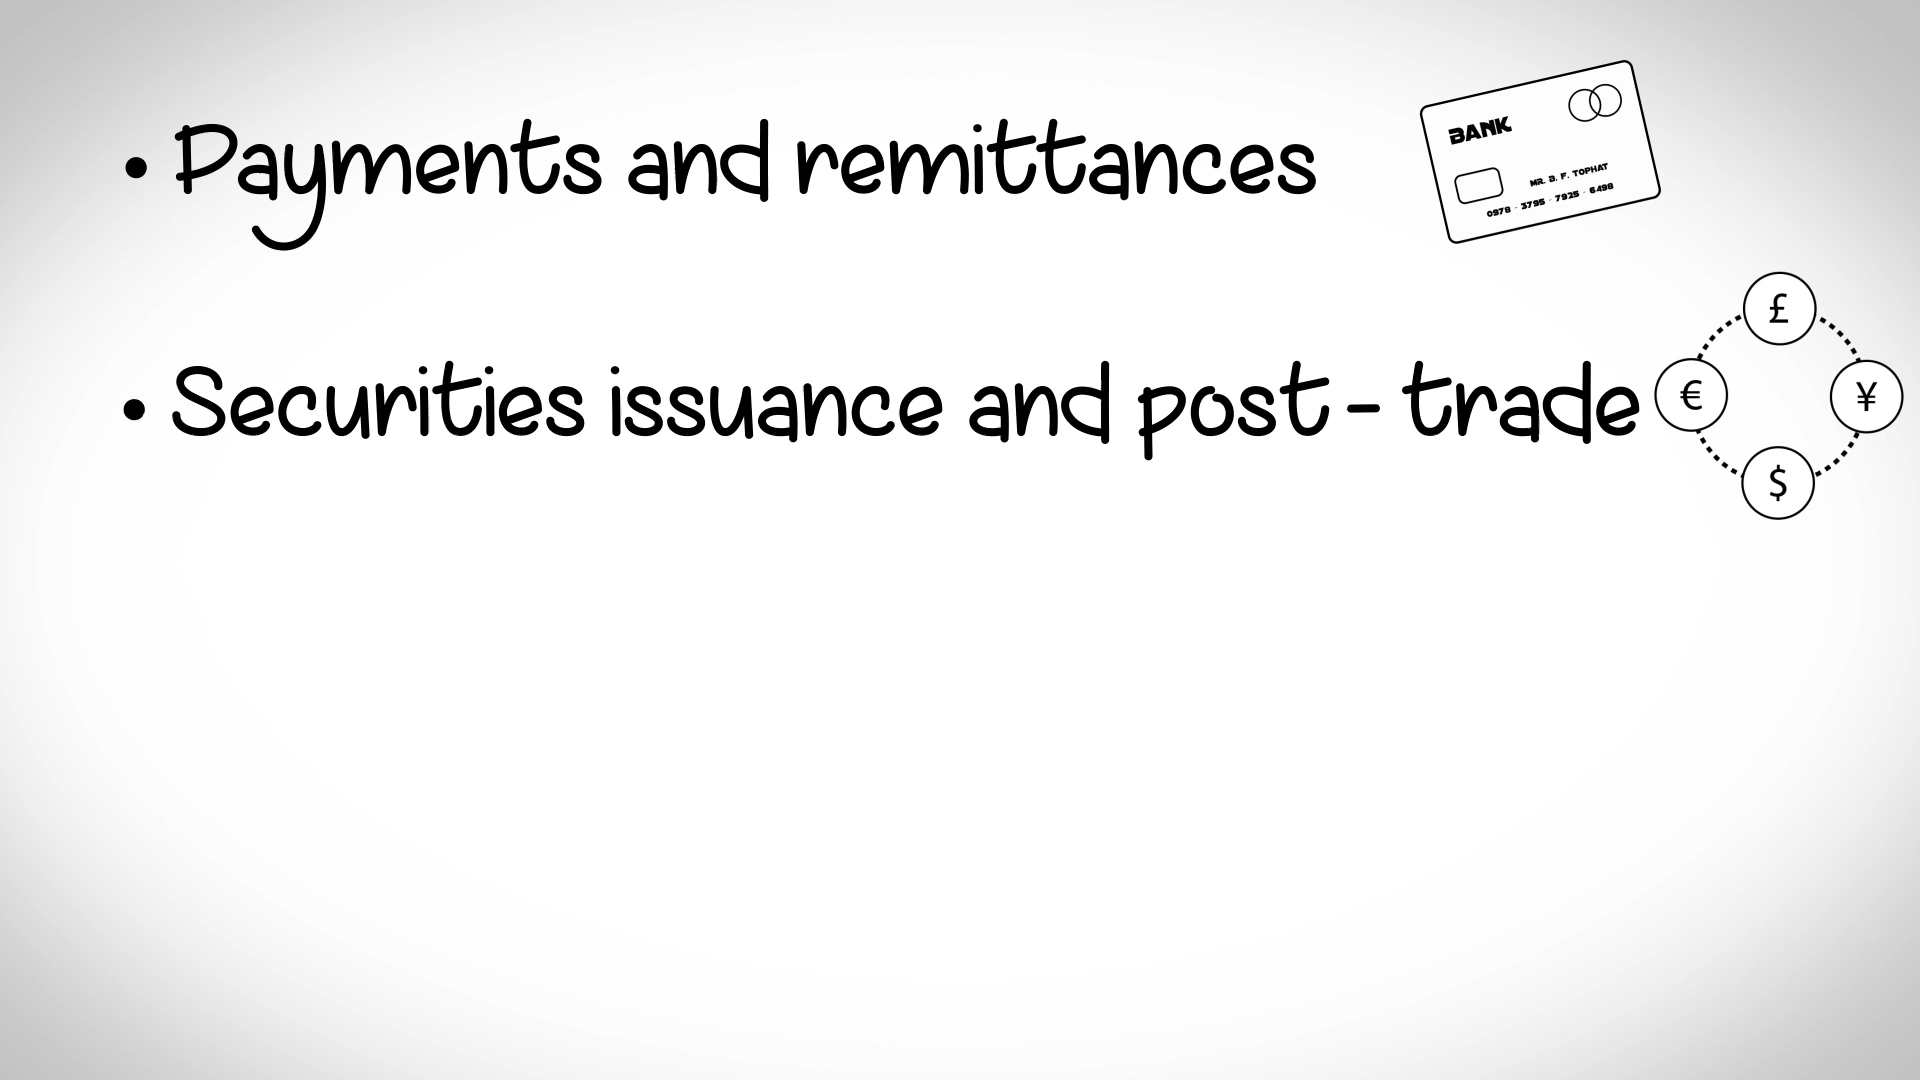 • Payments and remittances
BANK
MR. B. F. TOPHAT
0978 - 3795 - 7925 - 6498
• Securities issuance and post - trade
£
€
¥
$